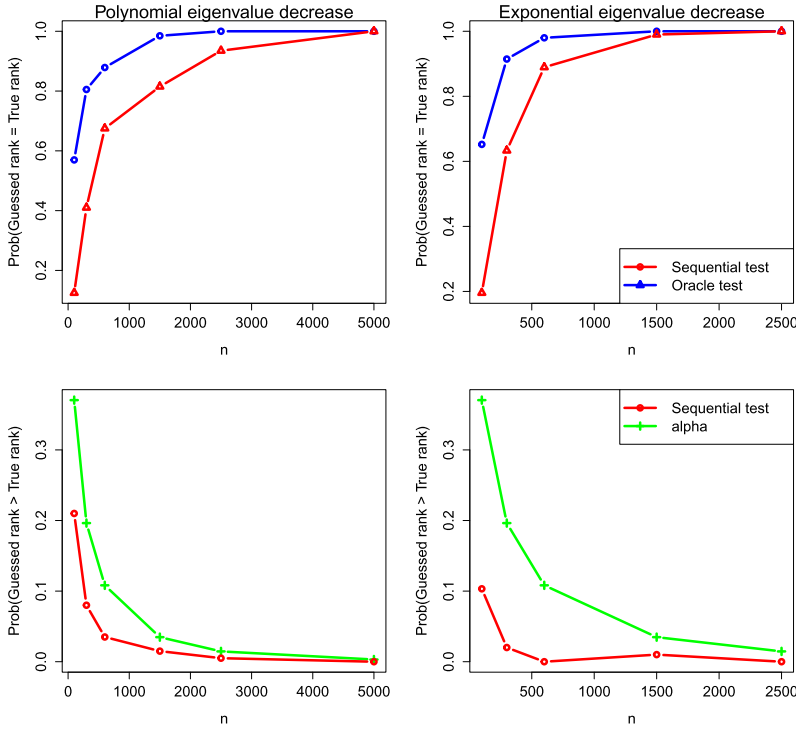 Polynomial eigenvalue decrease
Prob(Guessed rank = True rank)
1.0
0.8
0.6
0.4
0.2
0 1000 2000 3000 4000 5000
n
Exponential eigenvalue decrease
Prob(Guessed rank = True rank)
1.0
0.8
0.6
0.4
0.2
Sequential test
Oracle test
500 1000 1500 2000 2500
n
Prob(Guessed rank > True rank)
0.3
0.2
0.1
0.0
0 1000 2000 3000 4000 5000
n
Prob(Guessed rank > True rank)
0.3
0.2
0.1
0.0
Sequential test
alpha
500 1000 1500 2000 2500
n